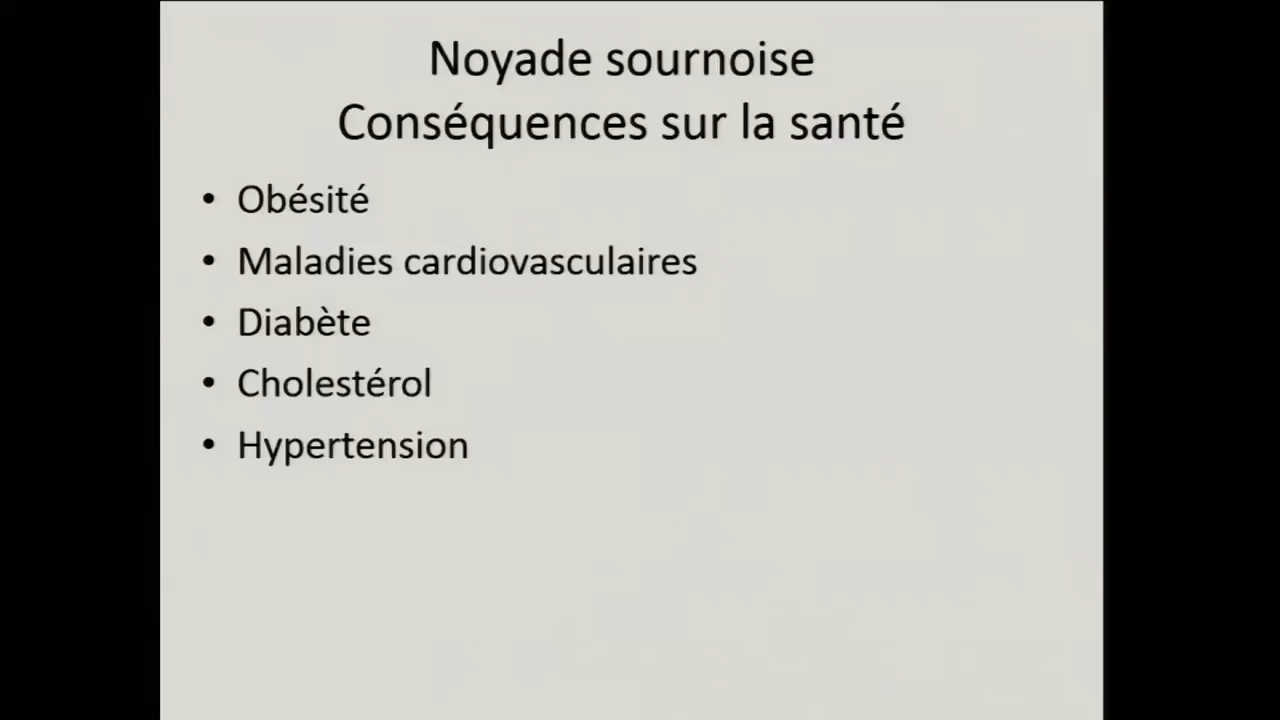 Noyade sournoise
Conséquences sur la santé
• Obésité
• Maladies cardiovasculaires
• Diabète
• Cholestérol
• Hypertension